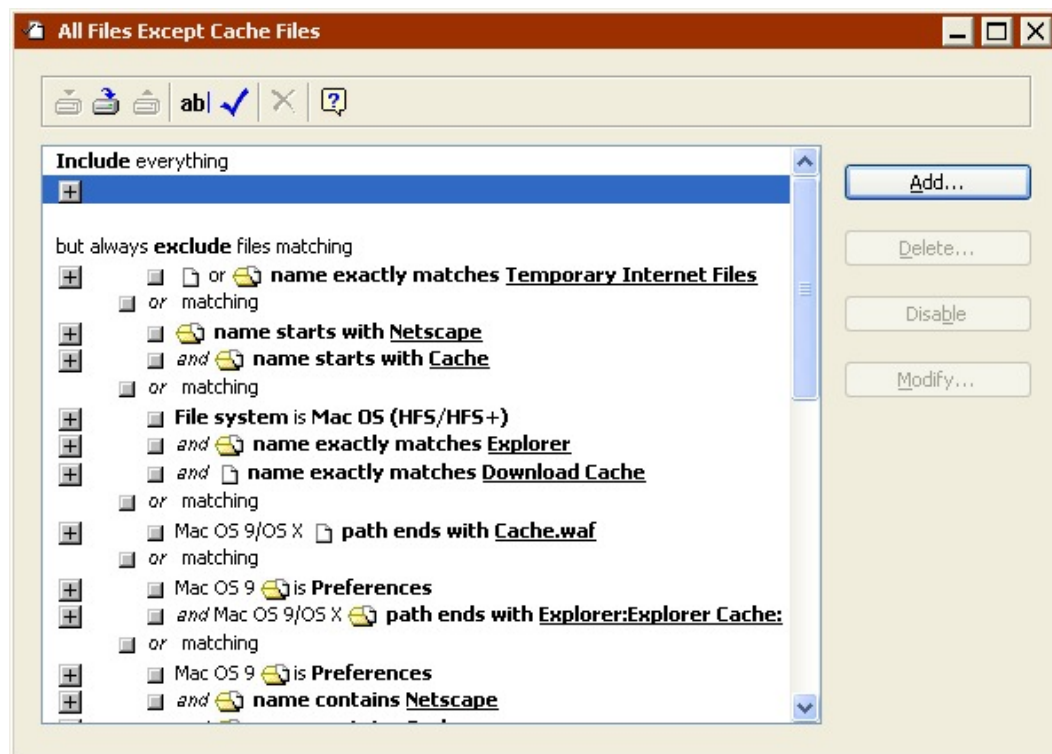 All Files Except Cache Files
ab
?
Include everything
but always exclude files matching
or name exactly matches Temporary Internet Files
or matching
name starts with Netscape
and name starts with Cache
or matching
File system is Mac OS (HFS/HFS+)
and name exactly matches Explorer
and name exactly matches Download Cache
or matching
Mac OS 9/OS X path ends with Cache.waf
or matching
Mac OS 9 is Preferences
and Mac OS 9/OS X path ends with Explorer:Explorer Cache:
or matching
Mac OS 9 is Preferences
and name contains Netscape
Add...
Delete...
Disable
Modify...